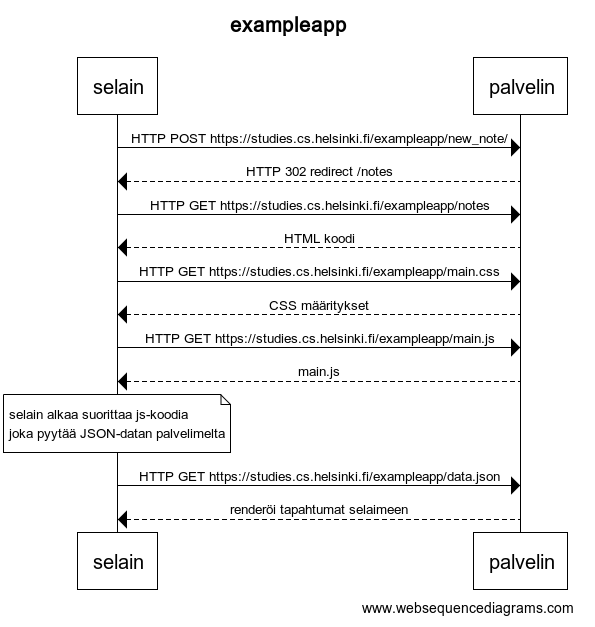 exampleapp
selain
palvelin
HTTP POST https://studies.cs.helsinki.fi/exampleapp/new_note/
HTTP 302 redirect /notes
HTTP GET https://studies.cs.helsinki.fi/exampleapp/notes
HTML koodi
HTTP GET https://studies.cs.helsinki.fi/exampleapp/main.css
CSS määritykset
HTTP GET https://studies.cs.helsinki.fi/exampleapp/main.js
main.js
selain alkaa suorittaa js-koodia
joka pyytää JSON-datan palvelimelta
HTTP GET https://studies.cs.helsinki.fi/exampleapp/data.json
renderöi tapahtumat selaimeen
selain
palvelin
www.websequencediagrams.com